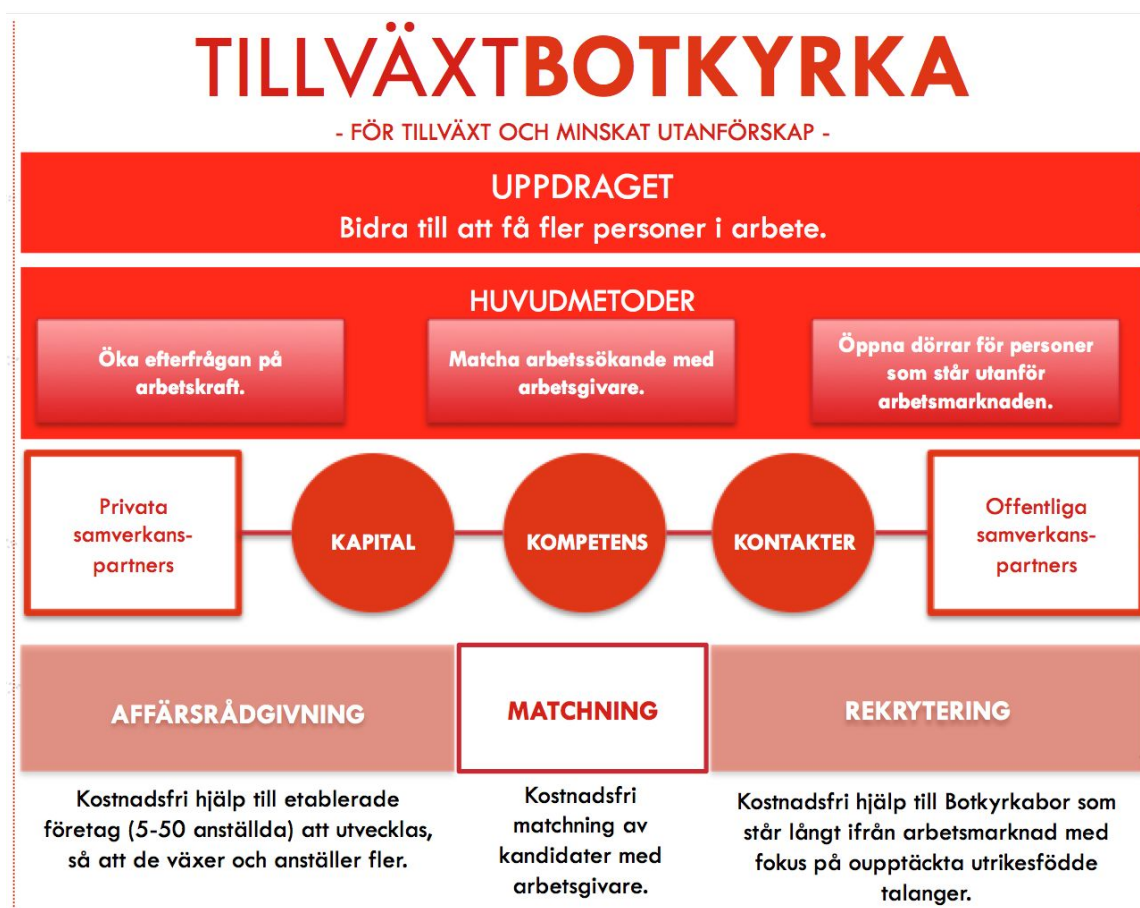 TILLVÄXTBOTKYRKA
- FÖR TILLVÄXT OCH MINSKAT UTANFÖRSKAP -
UPPDRAGET
Bidra till att få fler personer i arbete.
HUVUDMETODER
Öka efterfrågan på
arbetskraft.
Matcha arbetssökande med
arbetsgivare.
Öppna dörrar för personer
som står utanför
arbetsmarknaden.
Privata
samverkans-
partners
KAPITAL
KOMPETENS
KONTAKTER
Offentliga
samverkans-
partners
AFFÄRSRÅDGIVNING
Kostnadsfri hjälp till etablerade
företag (5-50 anställda) att utvecklas,
så att de växer och anställer fler.
MATCHNING
Kostnadsfri
matchning av
kandidater med
arbetsgivare.
REKRYTERING
Kostnadsfri hjälp till Botkyrkabor som
står långt ifrån arbetsmarknad med
fokus på oupptäckta utrikesfödde
talanger.